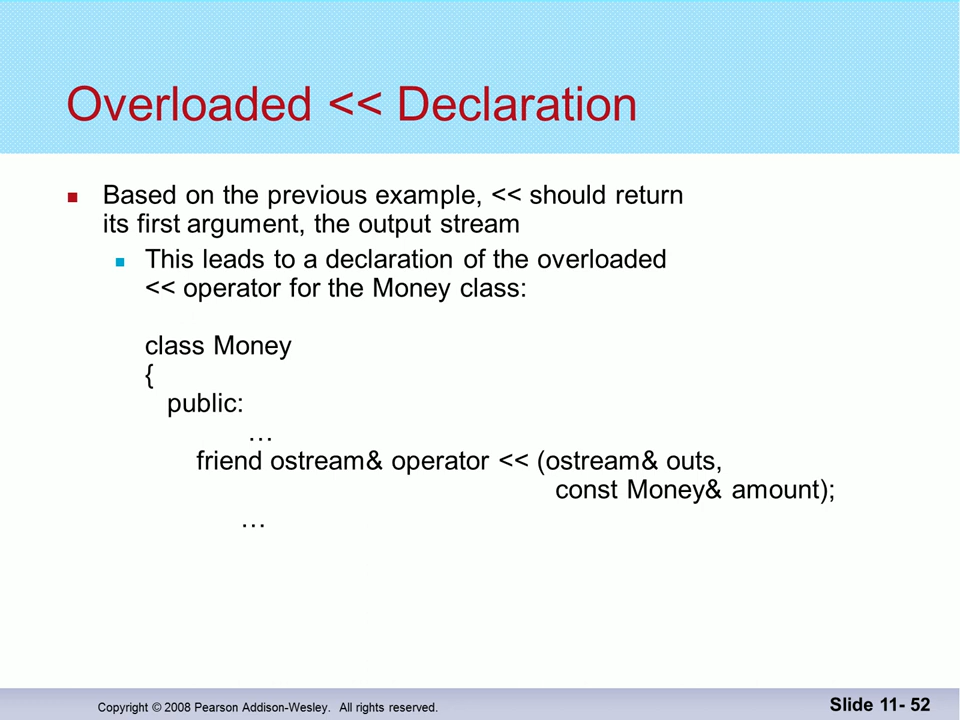 Overloaded << Declaration
Based on the previous example, << should return
its first argument, the output stream
This leads to a declaration of the overloaded
<< operator for the Money class:
class Money
{
public:
…
friend ostream& operator << (ostream& outs,
const Money& amount);
…
Copyright © 2008 Pearson Addison-Wesley. All rights reserved.
Slide 11- 52